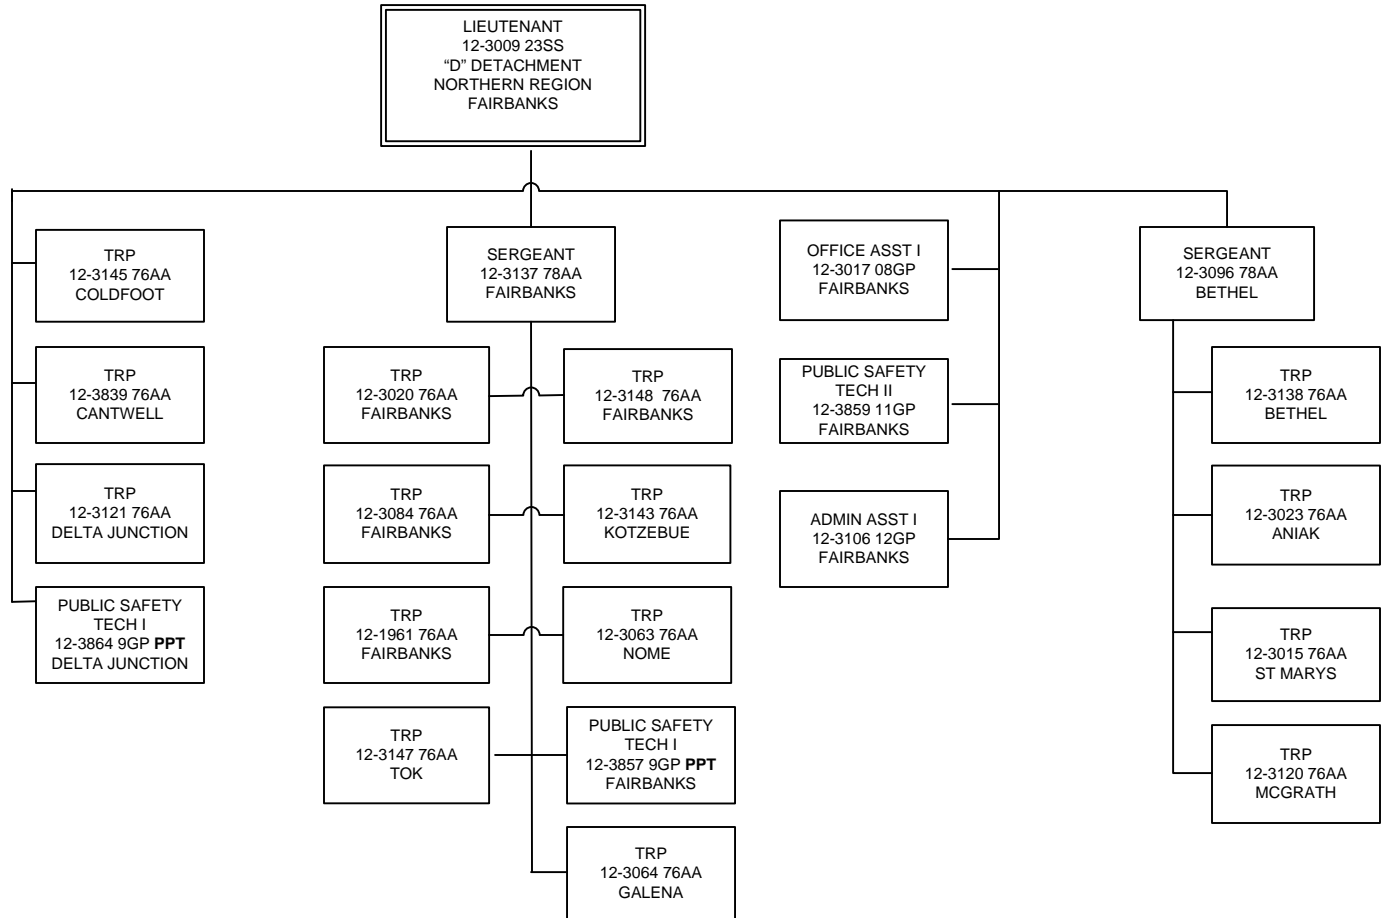 LIEUTENANT
12-3009 23SS
“D” DETACHMENT
NORTHERN REGION
FAIRBANKS
TRP
12-3145 76AA
COLDFOOT
TRP
12-3839 76AA
CANTWELL
TRP
12-3121 76AA
DELTA JUNCTION
PUBLIC SAFETY
TECH I
12-3864 9GP PPT
DELTA JUNCTION
SERGEANT
12-3137 78AA
FAIRBANKS
TRP
12-3020 76AA
FAIRBANKS
TRP
12-3148 76AA
FAIRBANKS
TRP
12-3084 76AA
FAIRBANKS
TRP
12-3143 76AA
KOTZEBUE
TRP
12-1961 76AA
FAIRBANKS
TRP
12-3063 76AA
NOME
TRP
12-3147 76AA
TOK
PUBLIC SAFETY
TECH I
12-3857 9GP PPT
FAIRBANKS
TRP
12-3064 76AA
GALENA
OFFICE ASST I
12-3017 08GP
FAIRBANKS
PUBLIC SAFETY
TECH II
12-3859 11GP
FAIRBANKS
ADMIN ASST I
12-3106 12GP
FAIRBANKS
SERGEANT
12-3096 78AA
BETHEL
TRP
12-3138 76AA
BETHEL
TRP
12-3023 76AA
ANIAK
TRP
12-3015 76AA
ST MARYS
TRP
12-3120 76AA
MCGRATH